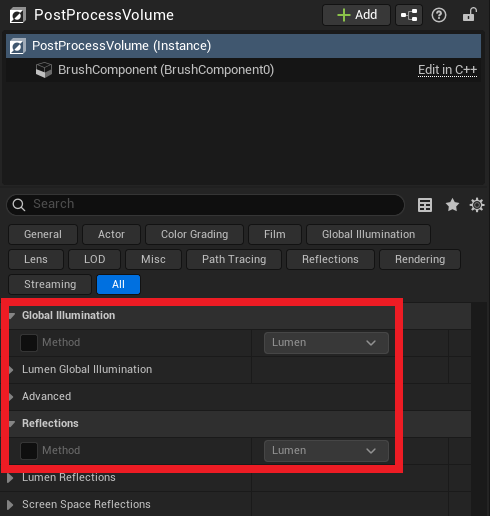 PostProcessVolume
Add
PostProcessVolume (Instance)
BrushComponent (BrushComponent0) Edit in C++
Search
General Actor Color Grading Film Global Illumination
Lens LOD Misc Path Tracing Reflections Rendering
Streaming All
Global Illumination
Method Lumen
Lumen Global Illumination
Advanced
Reflections
Method Lumen
Lumen Reflections
Screen Space Reflections